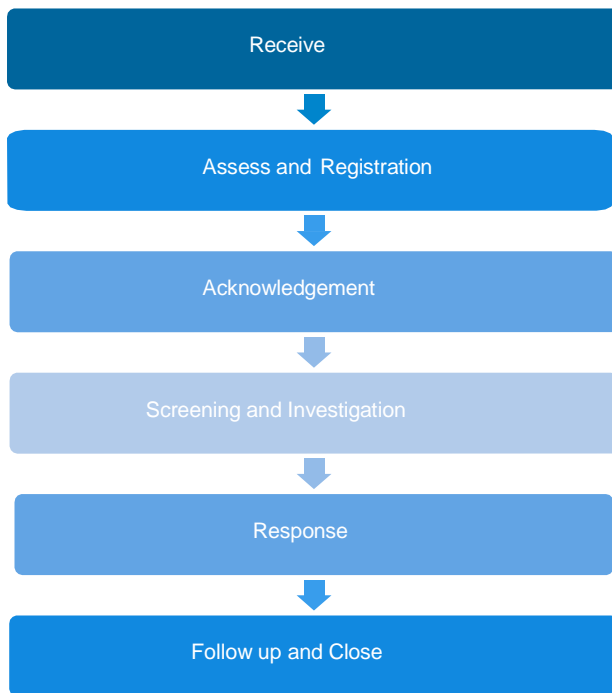 Receive
Assess and Registration
Acknowledgement
Screening and Investigation
Response
Follow up and Close